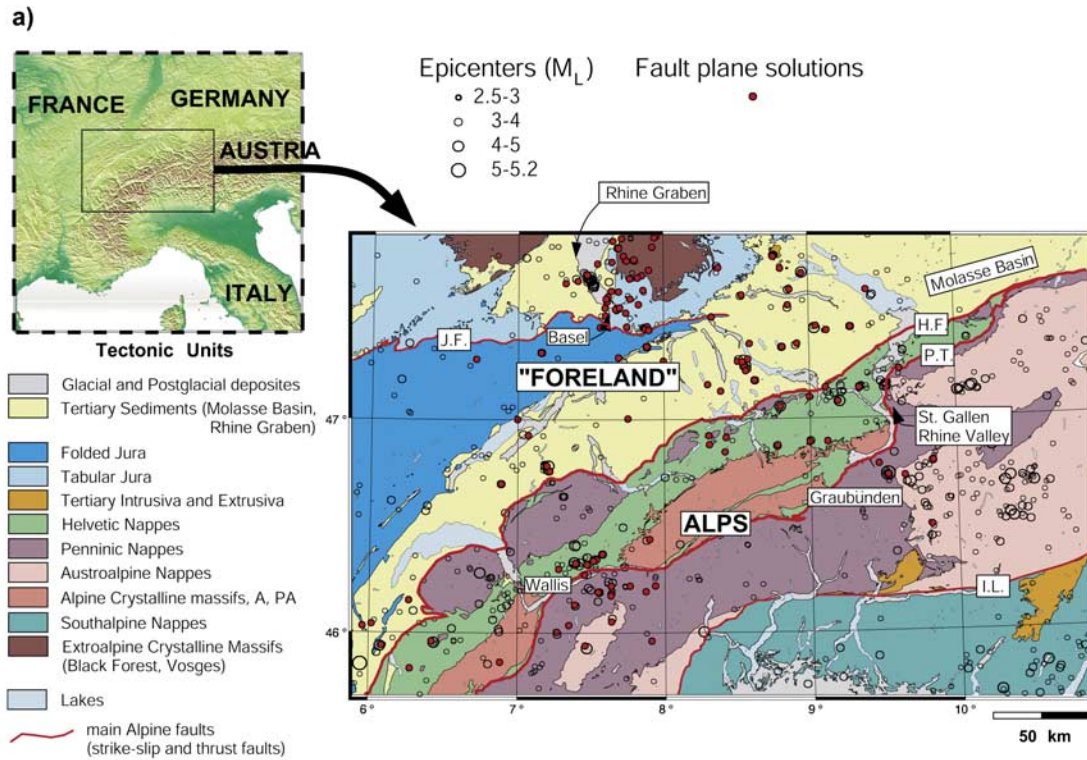 a)
FRANCE
GERMANY
AUSTRIA
ITALY
Epicenters (ML)
2.5-3
3-4
4-5
5-5.2
Fault plane solutions
Tectonic Units
Glacial and Postglacial deposites
Tertiary Sediments (Molasse Basin,
Rhine Graben)
Folded Jura
Tabular Jura
Tertiary Intrusiva and Extrusiva
Helvetic Nappes
Penninic Nappes
Austroalpine Nappes
Alpine Crystalline massifs, A, PA
Southalpine Nappes
Extroalpine Crystalline Massifs
(Black Forest, Vosges)
Lakes
main Alpine faults
(strike-slip and thrust faults)
Rhine Graben
Molasse Basin
H.F.
P.T.
J.F.
Basel
"FORELAND"
St. Gallen
Rhine Valley
Graubünden
ALPS
Wallis
I.L.
47°
46°
6°
7°
8°
9°
10°
50 km